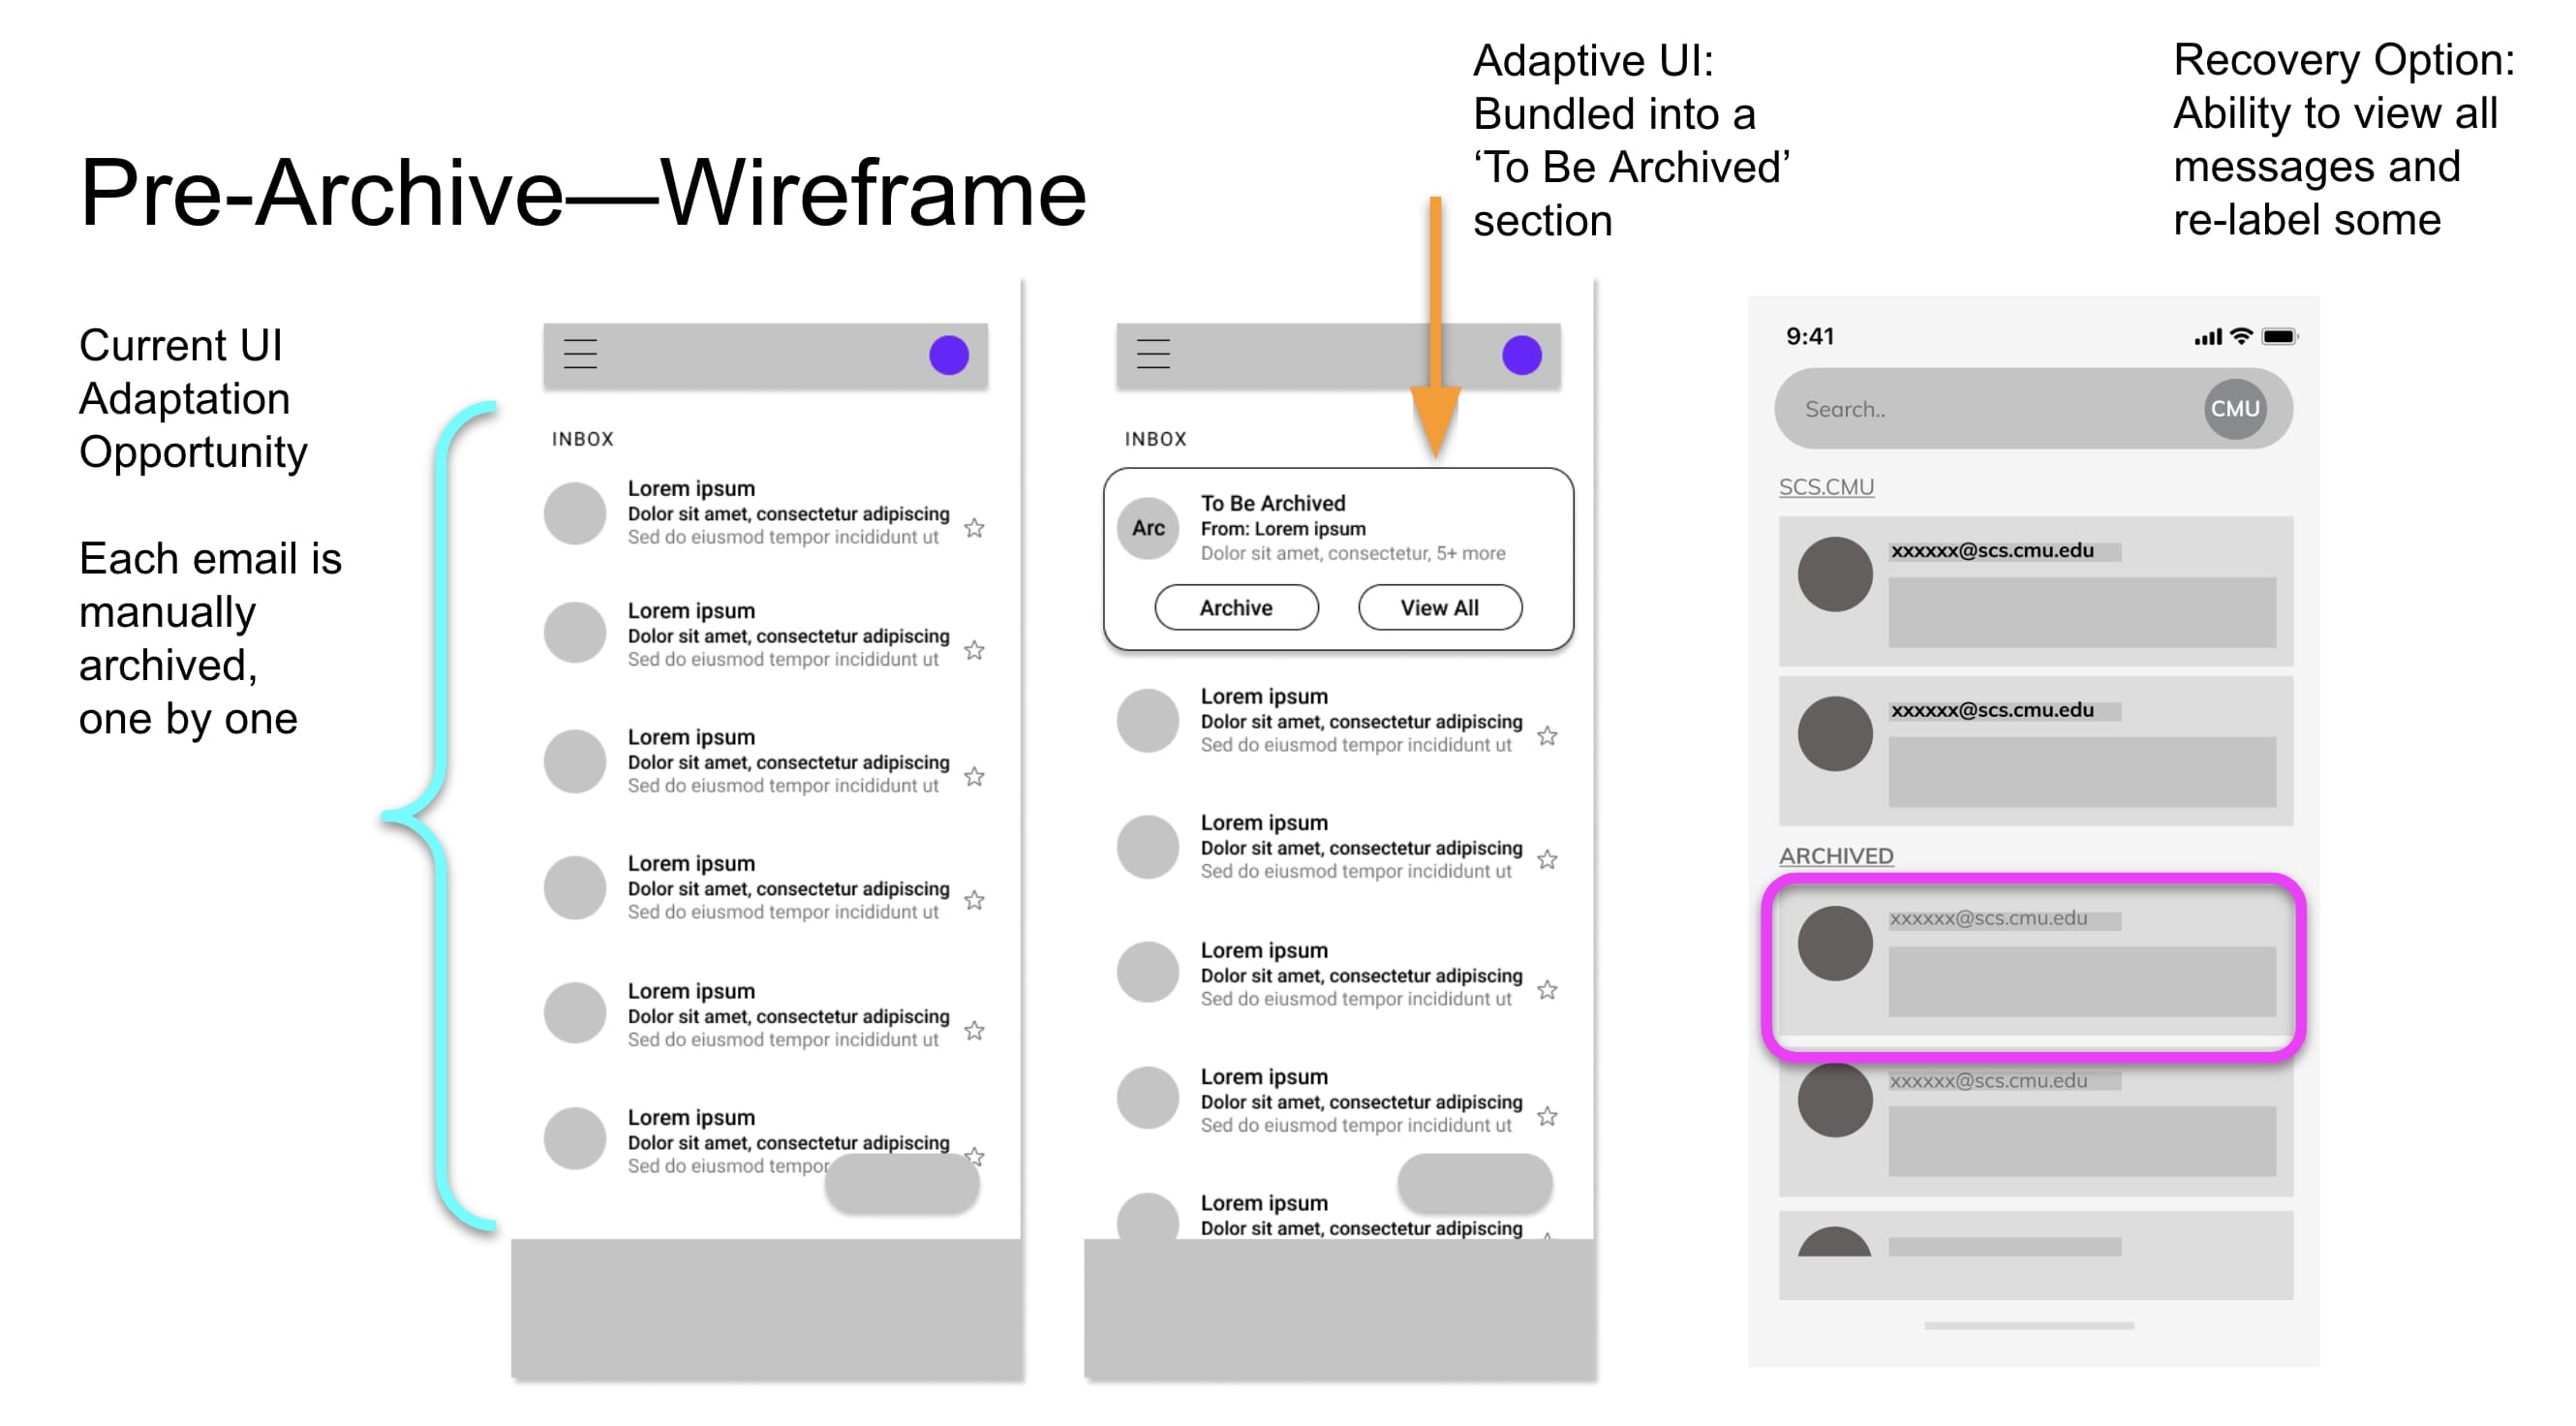 Pre-Archive—Wireframe
Adaptive UI:
Bundled into a
‘To Be Archived’
section
Recovery Option:
Ability to view all
messages and
re-label some
Current UI
Adaptation
Opportunity
Each email is
manually
archived,
one by one
INBOX
Lorem ipsum
Dolor sit amet, consectetur adipiscing
Sed do eiusmod tempor incididunt ut
Lorem ipsum
Dolor sit amet, consectetur adipiscing
Sed do eiusmod tempor incididunt ut
Lorem ipsum
Dolor sit amet, consectetur adipiscing
Sed do eiusmod tempor incididunt ut
Lorem ipsum
Dolor sit amet, consectetur adipiscing
Sed do eiusmod tempor incididunt ut
Lorem ipsum
Dolor sit amet, consectetur adipiscing
Sed do eiusmod tempor incididunt ut
Lorem ipsum
Dolor sit amet, consectetur adipiscing
Sed do eiusmod tempor
INBOX
Arc
To Be Archived
From: Lorem ipsum
Dolor sit amet, consectetur, 5+ more
Archive
View All
Lorem ipsum
Dolor sit amet, consectetur adipiscing
Sed do eiusmod tempor incididunt ut
Lorem ipsum
Dolor sit amet, consectetur adipiscing
Sed do eiusmod tempor incididunt ut
Lorem ipsum
Dolor sit amet, consectetur adipiscing
Sed do eiusmod tempor incididunt ut
Lorem ipsum
Dolor sit amet, consectetur adipiscing
Sed do eiusmod tempor incididunt ut
Lorem ipsum
Dolor sit amet, consectetur adipiscing
9:41
Search..
CMU
SCS.CMU
xxxxxx@scs.cmu.edu
xxxxxx@scs.cmu.edu
ARCHIVED
xxxxxx@scs.cmu.edu
xxxxxx@scs.cmu.edu